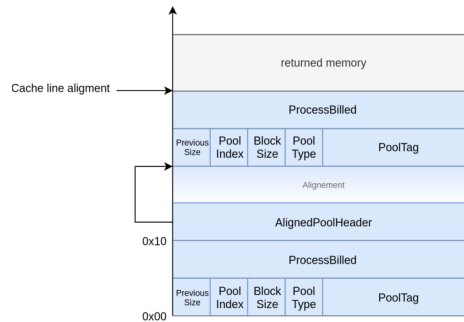 returned memory
Cache line aligment
ProcessBilled
Previous
Size
Pool
Index
Block
Size
Pool
Type
PoolTag
Alignement
AlignedPoolHeader
0x10
ProcessBilled
Previous
Size
Pool
Index
Block
Size
Pool
Type
PoolTag
0x00